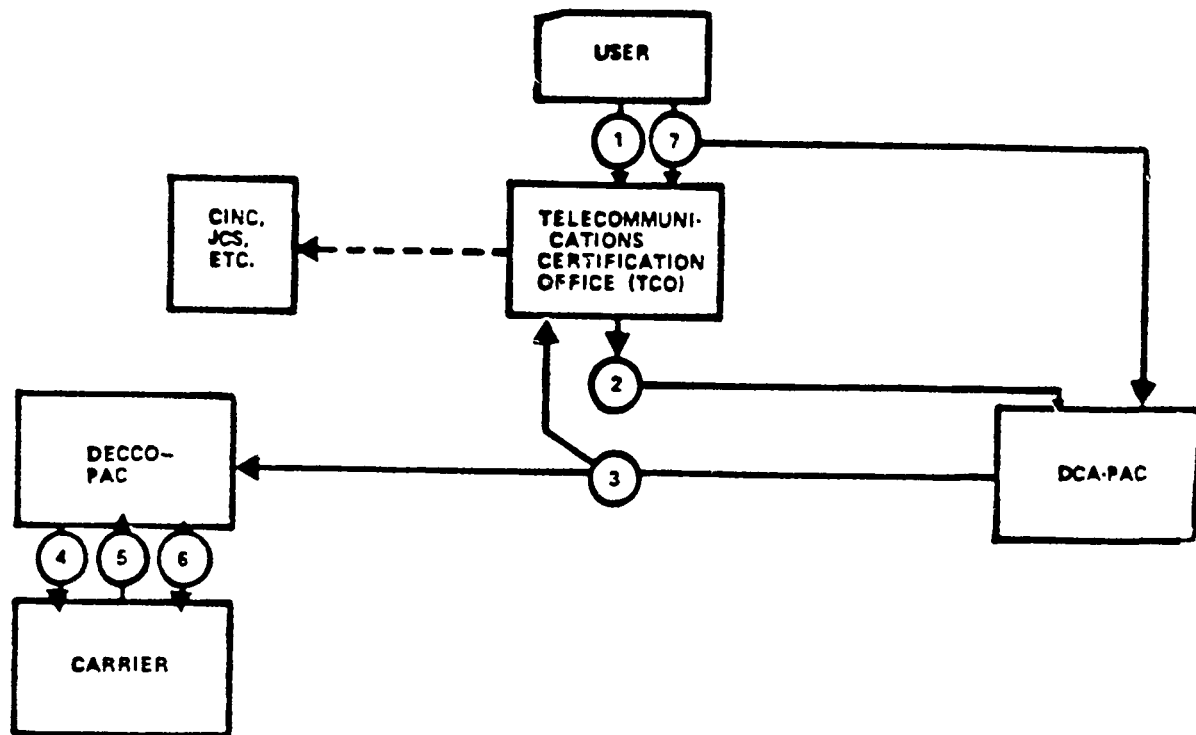 USER
1
7
CINC,
JCS,
ETC.
TELECOMMUNI-
CATIONS
CERTIFICATION
OFFICE (TCO)
2
DECCO-
PAC
3
DCA-PAC
4
5
6
CARRIER